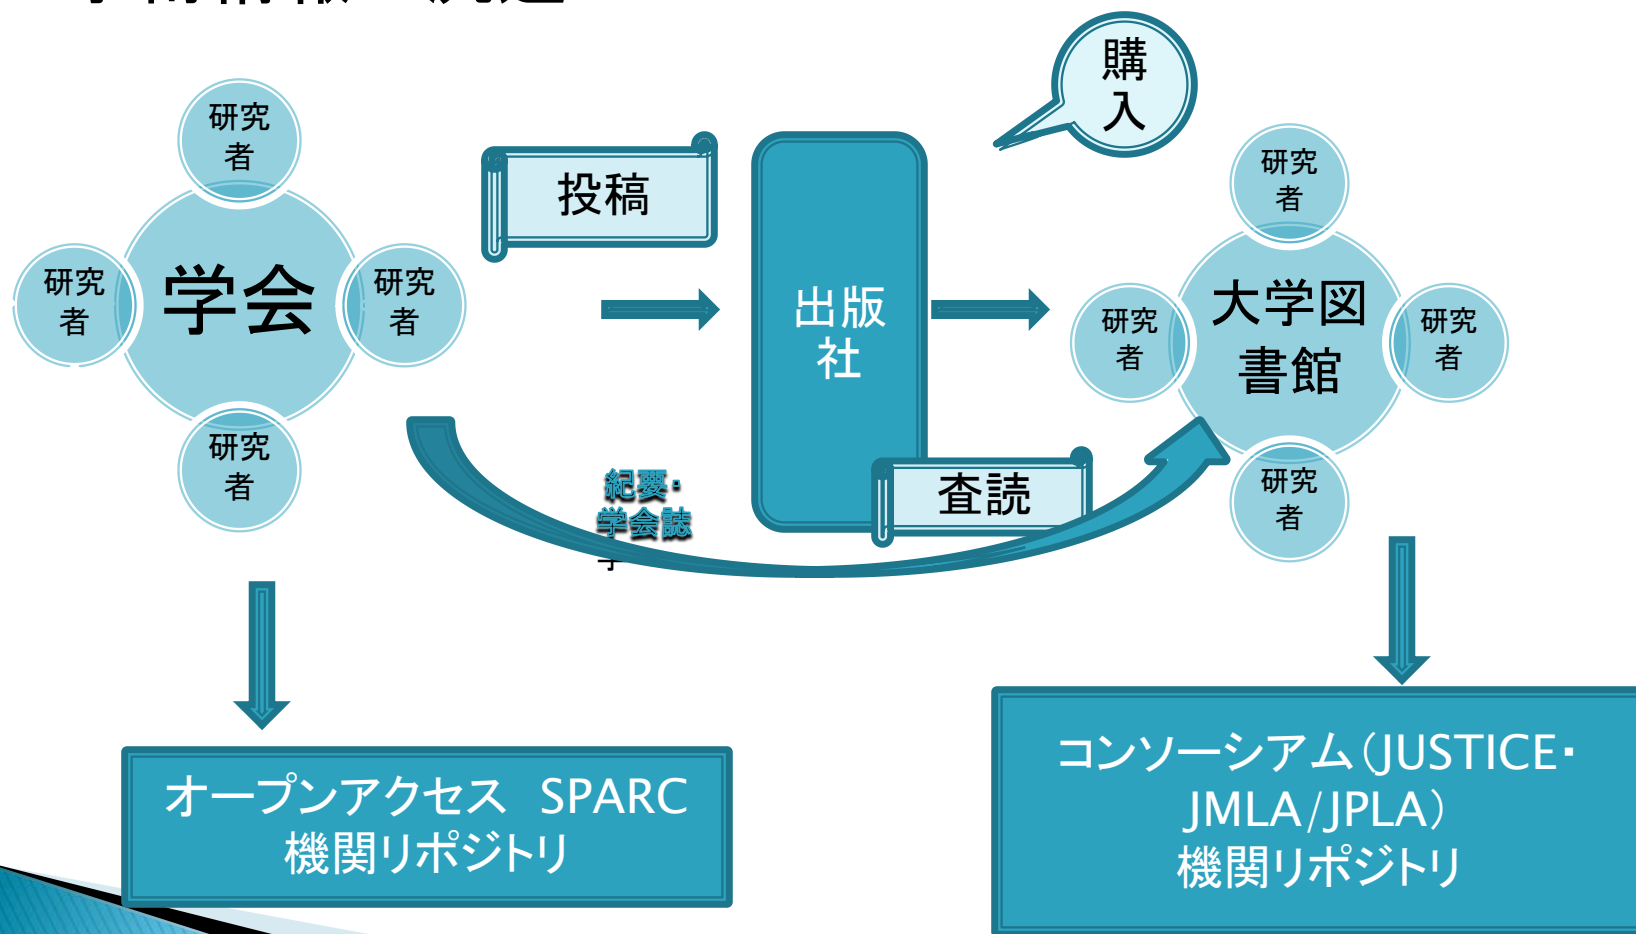 購
入
研究
者
研究
者
学会
研究
者
研究
者
投稿
出版
社
査読
紀要・
学会誌
研究
者
研究
者
大学図
書館
研究
者
研究
者
オープンアクセス　SPARC
機関リポジトリ
コンソーシアム(JUSTICE・
JMLA/JPLA)
機関リポジトリ